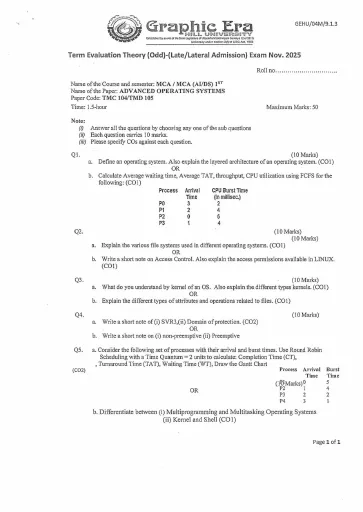 GEHU/04M/9.1.3
Graphic Era
HILL UNIVERSITY
Term Evaluation Theory (Odd)-(Late/Lateral Admission) Exam Nov. 2025
Roll no..............................
Name of the Course and semester: MCA / MCA (AI/DS) 1ST
Name of the Paper: ADVANCED OPERATING SYSTEMS
Paper Code: TMC 104/TMD 105
Time: 1.5-hour Maximum Marks: 50
Note:
(i) Answer all the questions by choosing any one of the sub questions
(ii) Each question carries 10 marks.
(iii) Please specify COs against each question.
Q1. (10 Marks)
a. Define an operating system. Also explain the layered architecture of an operating system. (CO1)
OR
b. Calculate Average waiting time, Average TAT, throughput, CPU utilization using FCFS for the
following: (CO1)
Process Arrival CPU Burst Time
Time (in millisec.)
P0 3 2
P1 2 4
P2 0 6
P3 1 4
Q2. (10 Marks)
(10 Marks)
a. Explain the various file systems used in different operating systems. (CO1)
OR
b. Write a short note on Access Control. Also explain the access permissions available in LINUX.
(CO1)
Q3. (10 Marks)
a. What do you understand by kernel of an OS. Also explain the different types kernels. (CO1)
OR
b. Explain the different types of attributes and operations related to files. (CO1)
Q4. (10 Marks)
a. Write a short note of (i) SVR3,(ii) Domain of protection. (CO2)
OR
b. Write a short note on (i) non-preemptive (ii) Preemptive
Q5. a. Consider the following set of processes with their arrival and burst times. Use Round Robin
Scheduling with a Time Quantum = 2 units to calculate: Completion Time (CT),
(CO2) , Turnaround Time (TAT), Waiting Time (WT), Draw the Gantt Chart
Process Arrival Burst
Time Time
(10 Marks) 0 5
OR P2 1 4
P3 2 2
P4 3 1
b. Differentiate between (i) Multiprogramming and Multitasking Operating Systems
(ii) Kernel and Shell (CO1)
Page 1 of 1